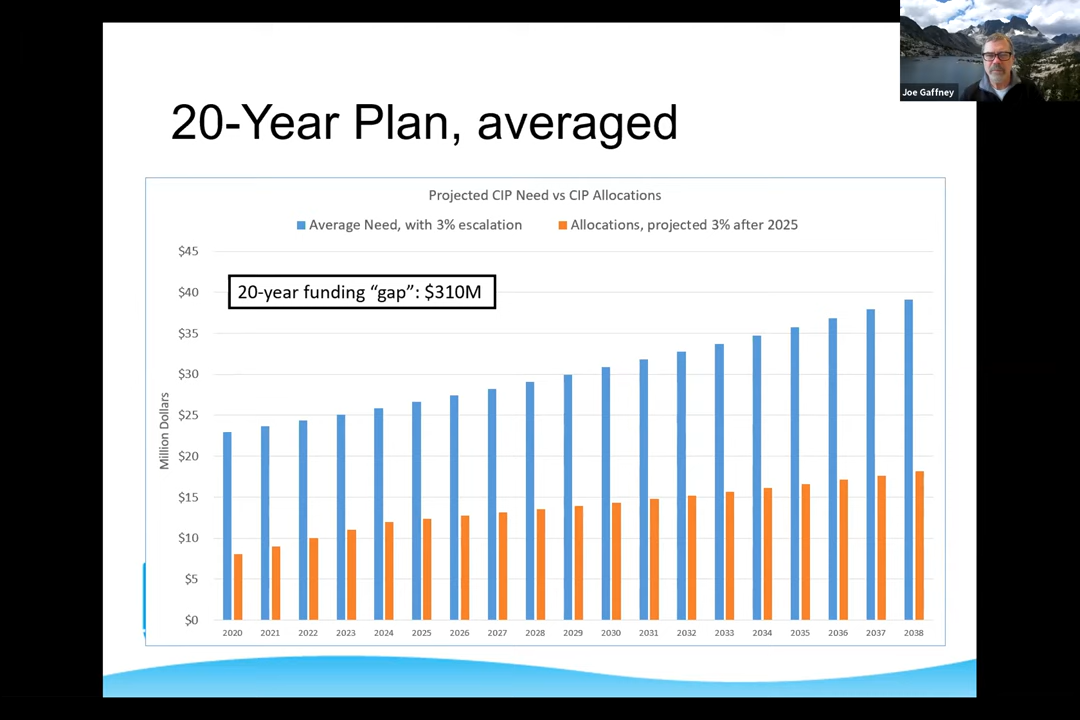 Joe Gaffney
20-Year Plan, averaged
Projected CIP Need vs CIP Allocations
Average Need, with 3% escalation
Allocations, projected 3% after 2025
20-year funding “gap”: $310M
Million Dollars
$45
$40
$35
$30
$25
$20
$15
$10
$5
$0
2020 2021 2022 2023 2024 2025 2026 2027 2028 2029 2030 2031 2032 2033 2034 2035 2036 2037 2038